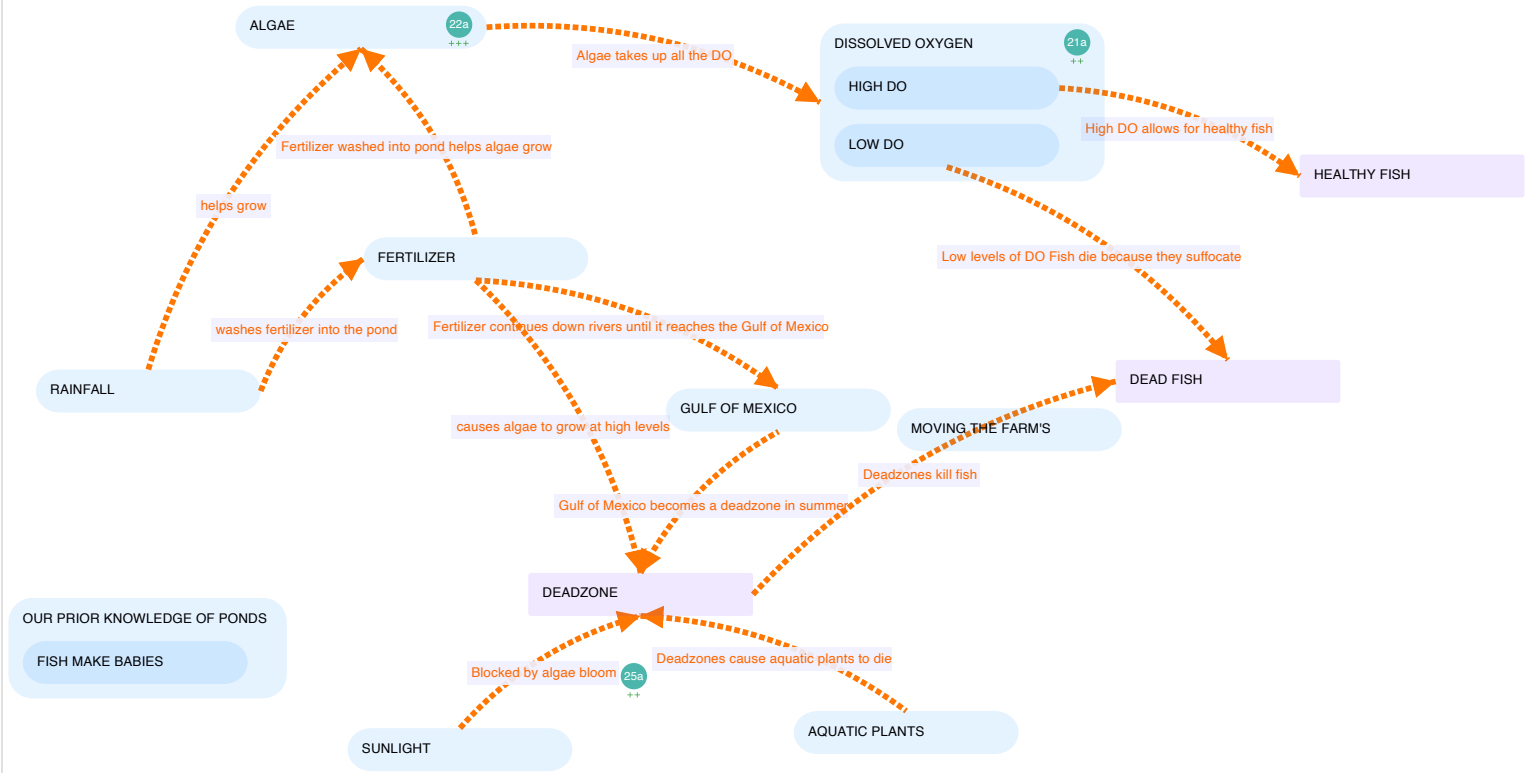 ALGAE
22a
+++
Algae takes up all the DO
DISSOLVED OXYGEN
21a
++
HIGH DO
LOW DO
High DO allows for healthy fish
HEALTHY FISH
Fertilizer washed into pond helps algae grow
helps grow
FERTILIZER
Low levels of DO Fish die because they suffocate
washes fertilizer into the pond
Fertilizer continues down rivers until it reaches the Gulf of Mexico
RAINFALL
DEAD FISH
GULF OF MEXICO
MOVING THE FARM'S
causes algae to grow at high levels
Deadzones kill fish
Gulf of Mexico becomes a deadzone in summer
DEADZONE
OUR PRIOR KNOWLEDGE OF PONDS
FISH MAKE BABIES
Blocked by algae bloom
25a
++
Deadzones cause aquatic plants to die
SUNLIGHT
AQUATIC PLANTS